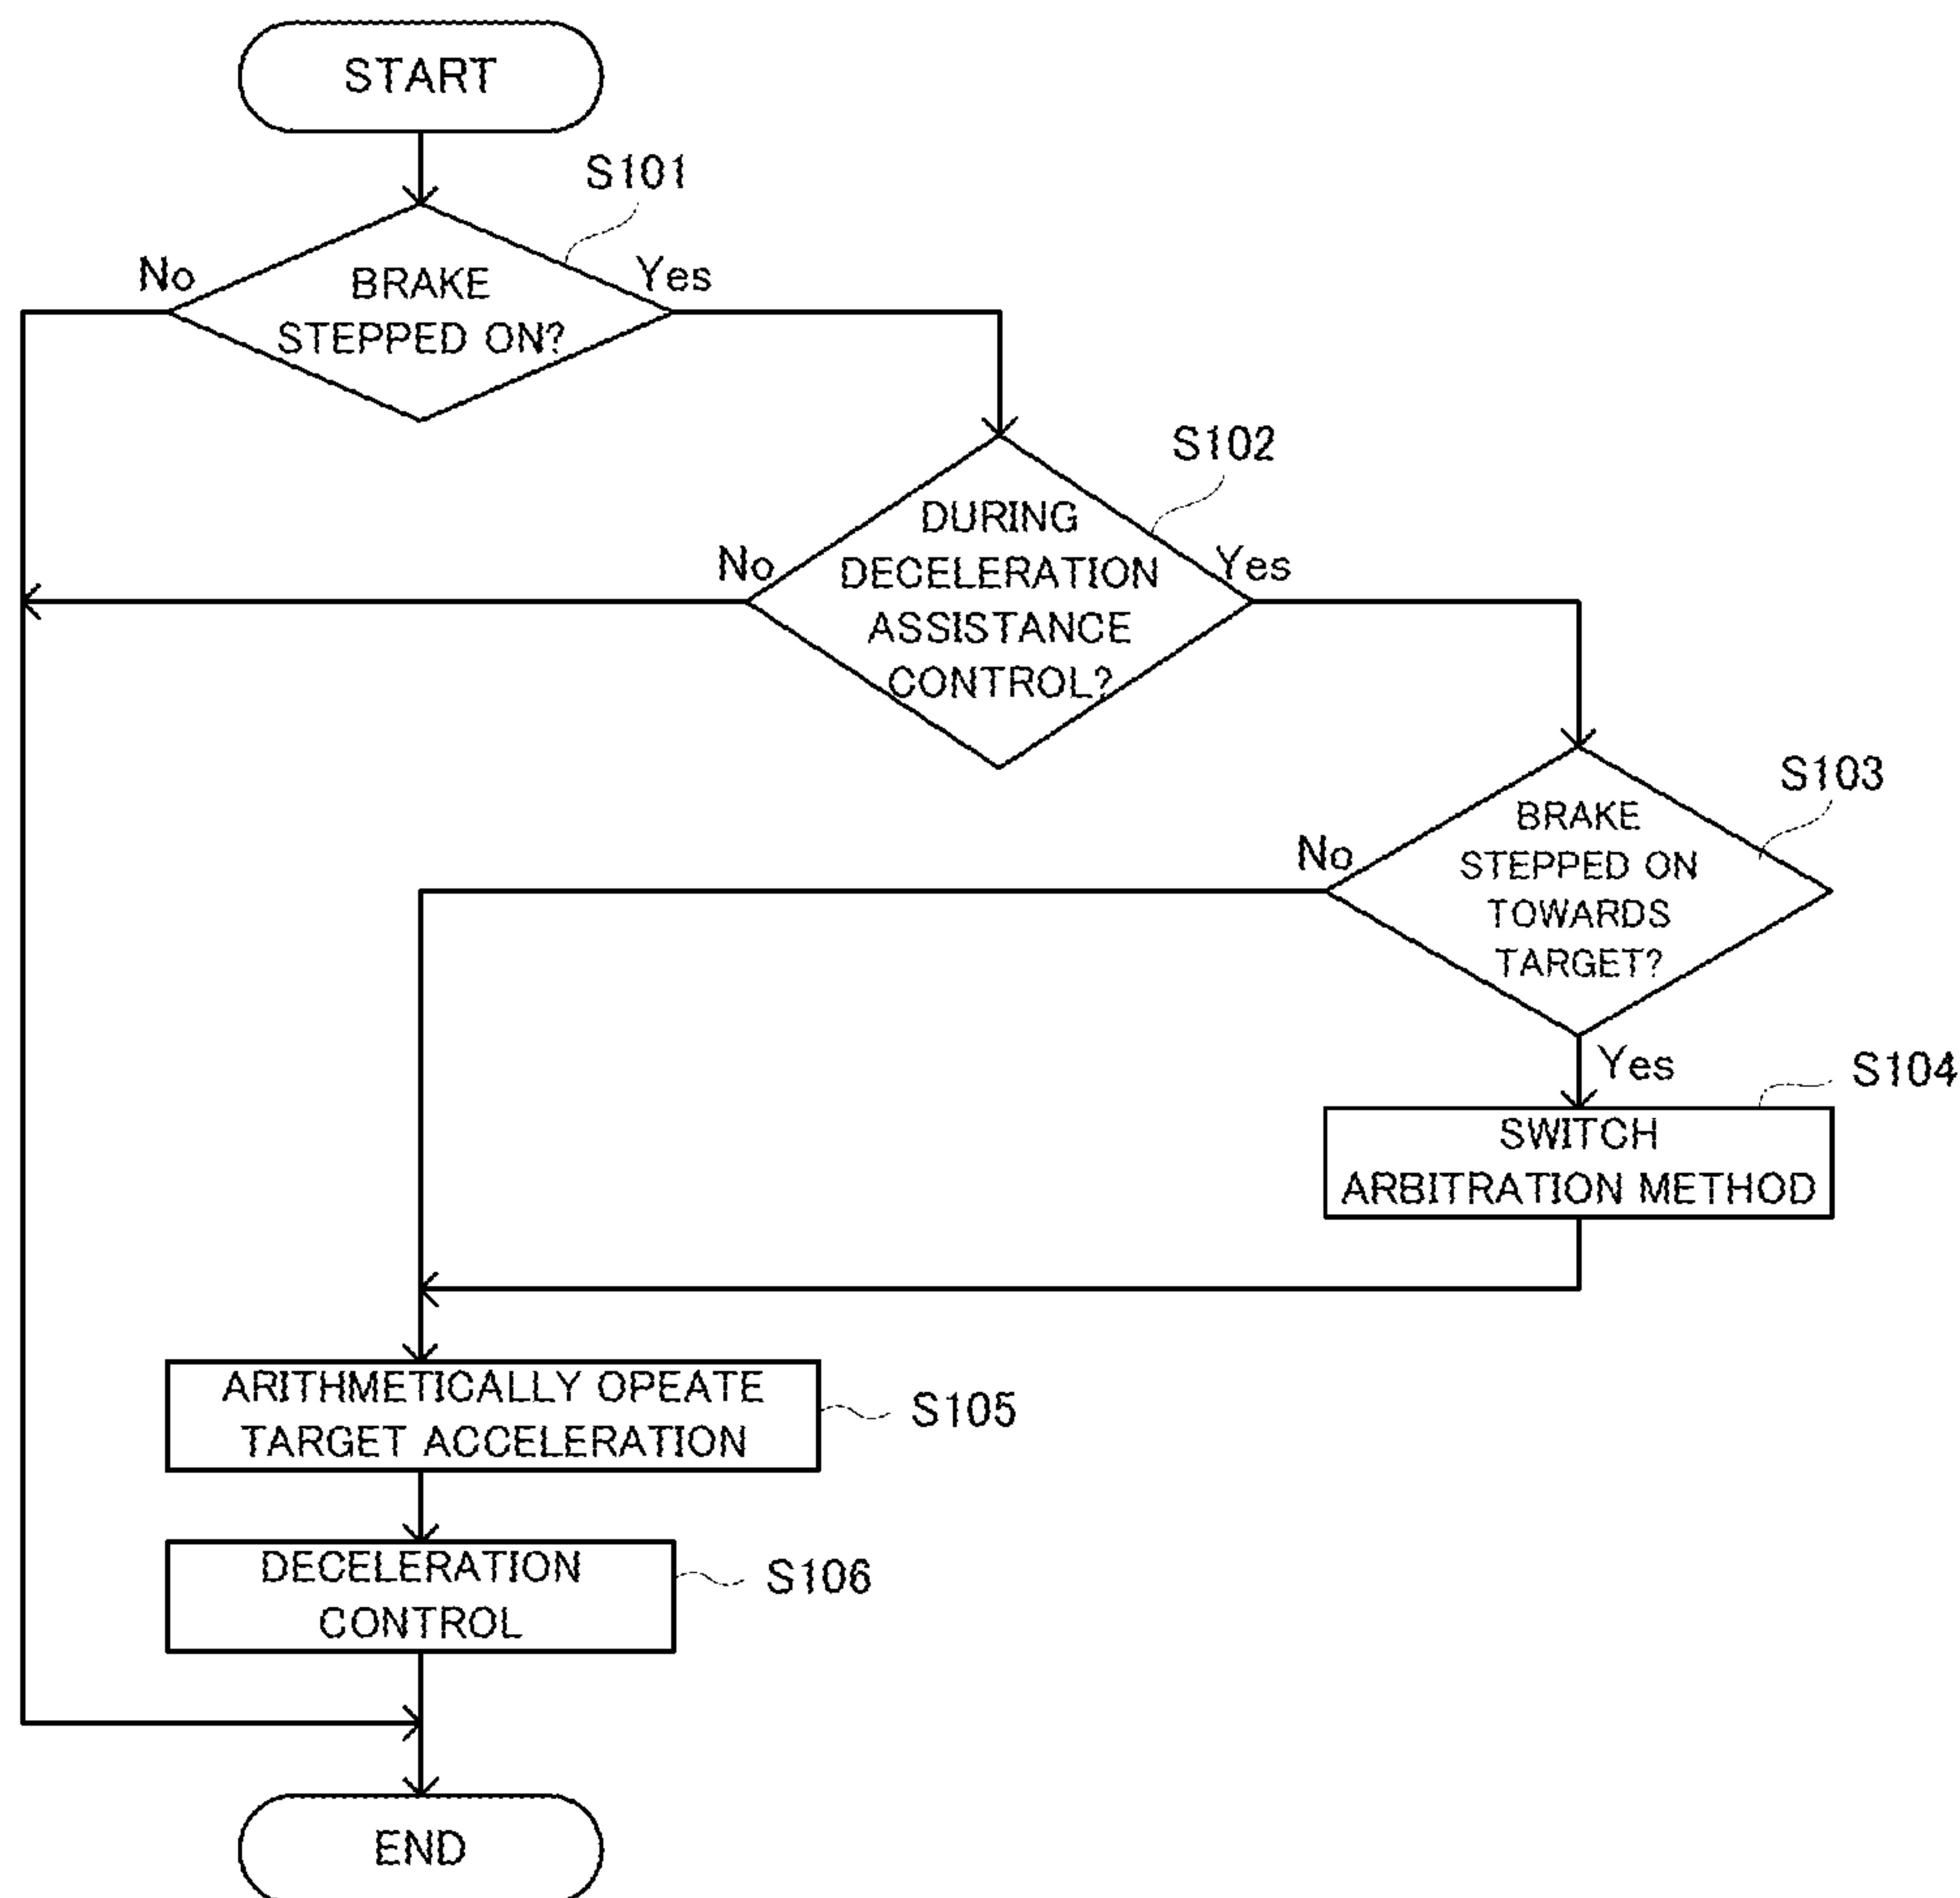 START
S101
No
Yes
BRAKE
STEPPED ON?
S102
No
Yes
DURING
DECELERATION
ASSISTANCE
CONTROL?
S103
No
BRAKE
STEPPED ON
TOWARDS
TARGET?
Yes
S104
SWITCH
ARBITRATION METHOD
ARITHMETICALLY OPEATE
TARGET ACCELERATION
S105
DECELERATION
CONTROL
S106
END